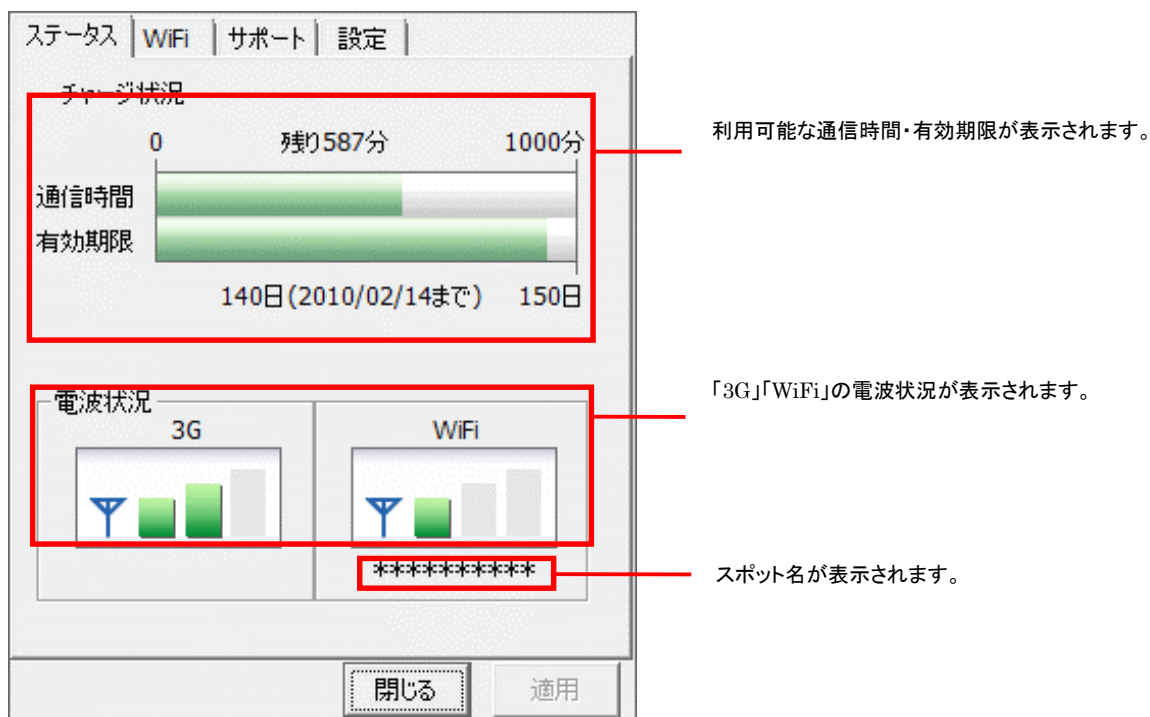 ステータス WiFi サポート 設定
チャージ状況
0 残り587分 1000分
通信時間
有効期限
140日(2010/02/14まで) 150日
利用可能な通信時間・有効期限が表示されます。
電波状況
3G WiFi
「3G」「WiFi」の電波状況が表示されます。
**********
スポット名が表示されます。
閉じる 適用